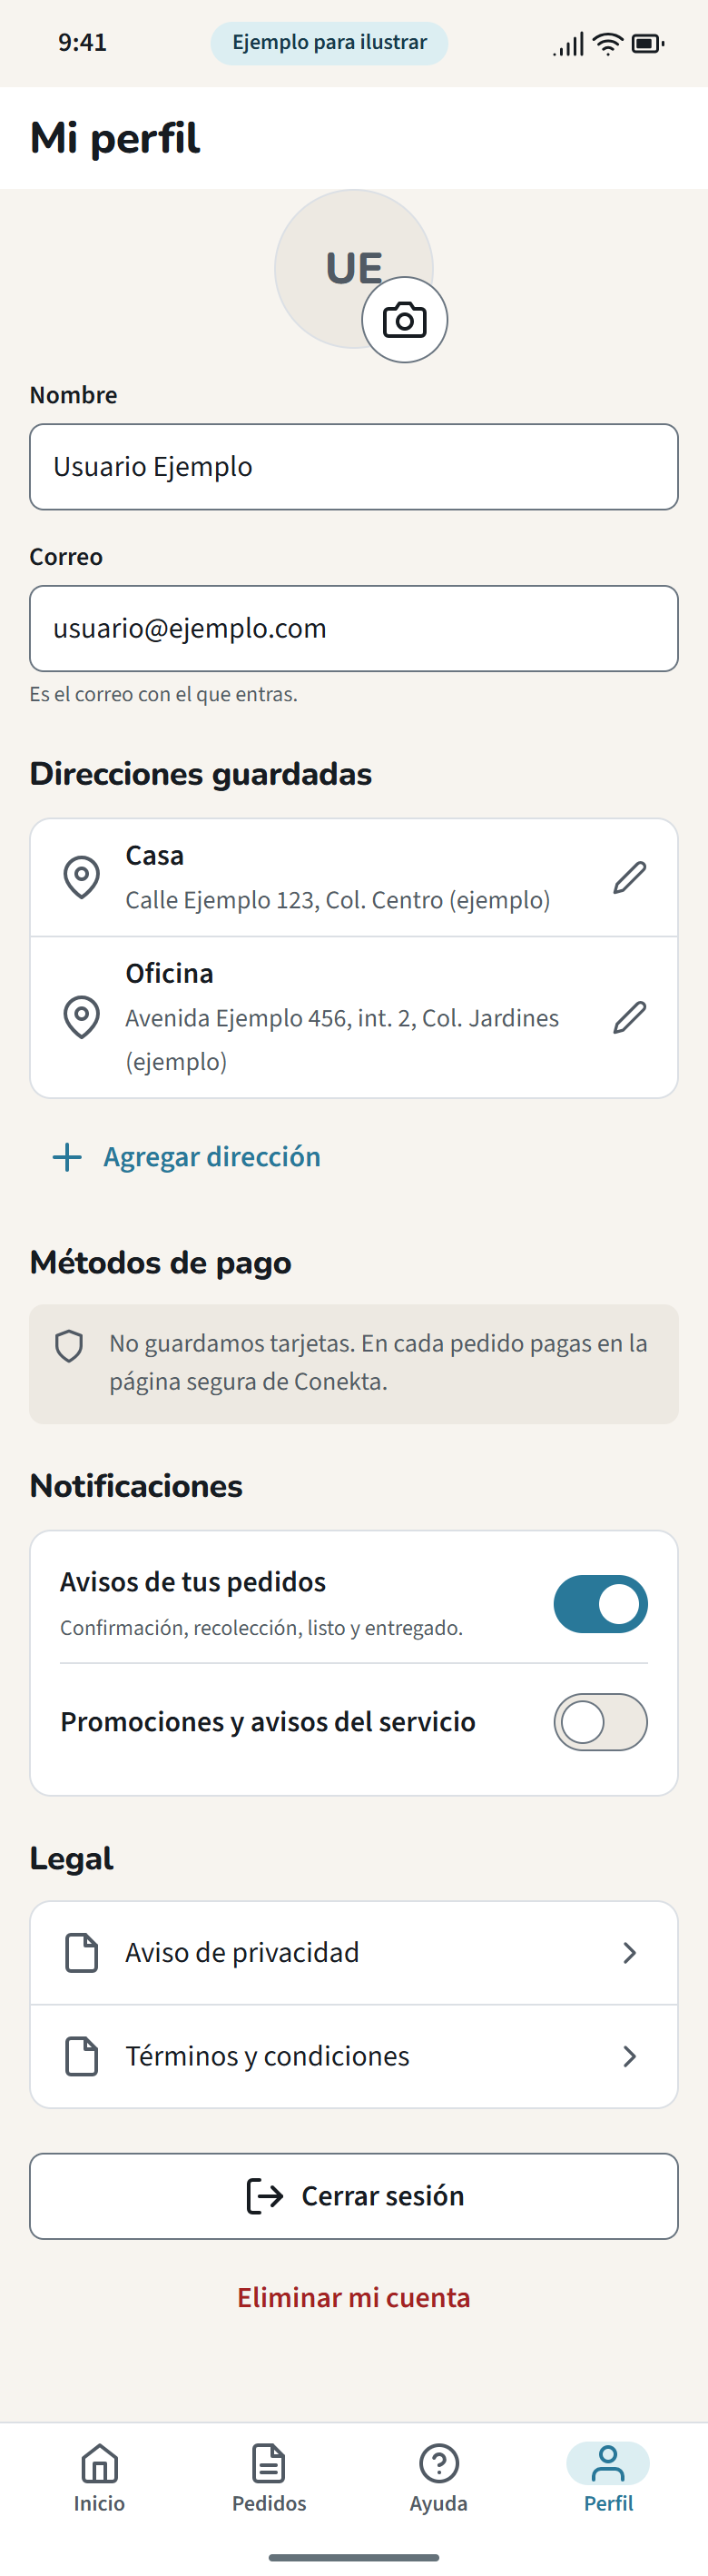 9:41
Ejemplo para ilustrar
Mi perfil
UE
Nombre
Usuario Ejemplo
Correo
usuario@ejemplo.com
Es el correo con el que entras.
Direcciones guardadas
Casa
Calle Ejemplo 123, Col. Centro (ejemplo)
Oficina
Avenida Ejemplo 456, int. 2, Col. Jardines
(ejemplo)
Agregar dirección
Métodos de pago
No guardamos tarjetas. En cada pedido pagas en la
página segura de Conekta.
Notificaciones
Avisos de tus pedidos
Confirmación, recolección, listo y entregado.
Promociones y avisos del servicio
Legal
Aviso de privacidad
Términos y condiciones
Cerrar sesión
Eliminar mi cuenta
Inicio
Pedidos
Ayuda
Perfil